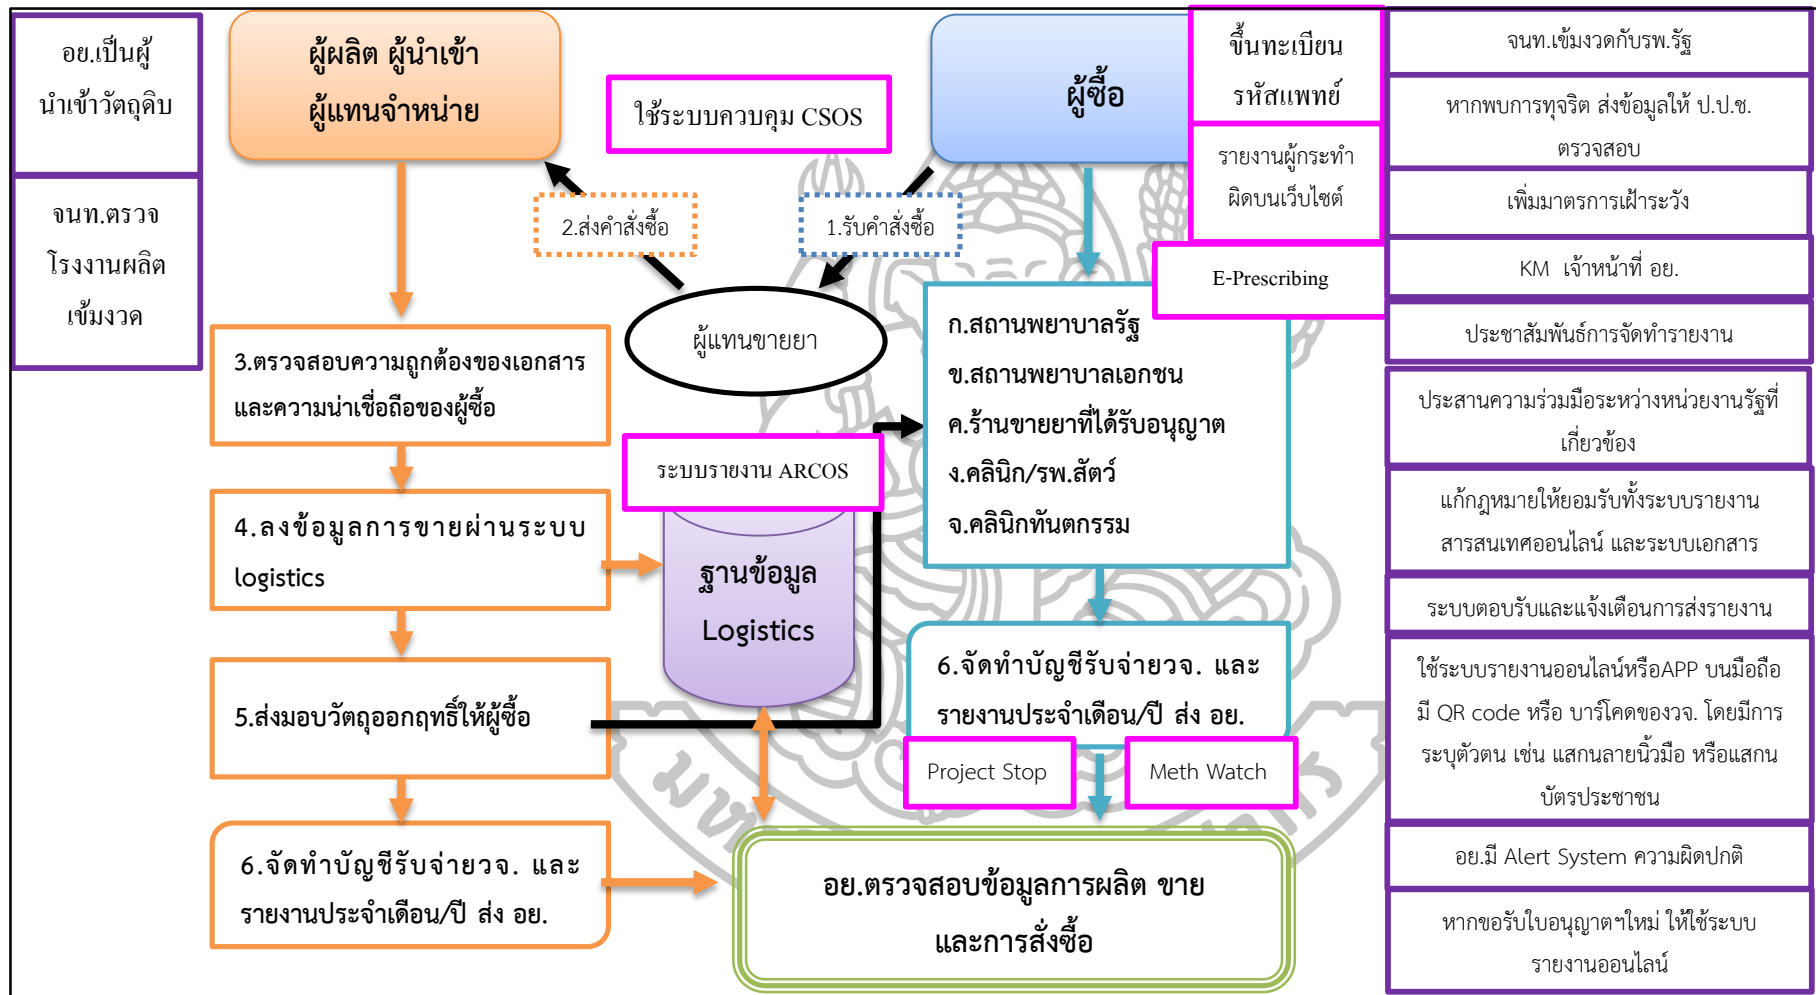 อย.เป็นผู้
นำเข้าวัตถุดิบ
จนท.ตรวจ
โรงงานผลิต
เข้มงวด
ผู้ผลิต ผู้นำเข้า
ผู้แทนจำหน่าย
ใช้ระบบควบคุม CSOS
ผู้ซื้อ
2.ส่งคำสั่งซื้อ
1.รับคำสั่งซื้อ
ผู้แทนขายยา
ขึ้นทะเบียน
รหัสแพทย์
รายงานผู้กระทำ
ผิดบนเว็บไซต์
E-Prescribing
3.ตรวจสอบความถูกต้องของเอกสาร
และความน่าเชื่อถือของผู้ซื้อ
4.ลงข้อมูลการขายผ่านระบบ
logistics
5.ส่งมอบวัตถุออกฤทธิ์ให้ผู้ซื้อ
6.จัดทำบัญชีรับจ่ายวจ. และ
รายงานประจำเดือน/ปี ส่ง อย.
ระบบรายงาน ARCOS
ฐานข้อมูล
Logistics
ก.สถานพยาบาลรัฐ
ข.สถานพยาบาลเอกชน
ค.ร้านขายยาที่ได้รับอนุญาต
ง.คลินิก/รพ.สัตว์
จ.คลินิกทันตกรรม
6.จัดทำบัญชีรับจ่ายวจ. และ
รายงานประจำเดือน/ปี ส่ง อย.
Project Stop
Meth Watch
อย.ตรวจสอบข้อมูลการผลิต ขาย
และการสั่งซื้อ
จนท.เข้มงวดกับรพ.รัฐ
หากพบการทุจริต ส่งข้อมูลให้ ป.ป.ช.
ตรวจสอบ
เพิ่มมาตรการเฝ้าระวัง
KM เจ้าหน้าที่ อย.
ประชาสัมพันธ์การจัดทำรายงาน
ประสานความร่วมมือระหว่างหน่วยงานรัฐที่
เกี่ยวข้อง
แก้กฎหมายให้ยอมรับทั้งระบบรายงาน
สารสนเทศออนไลน์ และระบบเอกสาร
ระบบตอบรับและแจ้งเตือนการส่งรายงาน
ใช้ระบบรายงานออนไลน์หรือAPP บนมือถือ
มี QR code หรือ บาร์โคดของวจ. โดยมีการ
ระบุตัวตน เช่น แสกนลายนิ้วมือ หรือแสกน
บัตรประชาชน
อย.มี Alert System ความผิดปกติ
หากขอรับใบอนุญาตฯใหม่ ให้ใช้ระบบ
รายงานออนไลน์